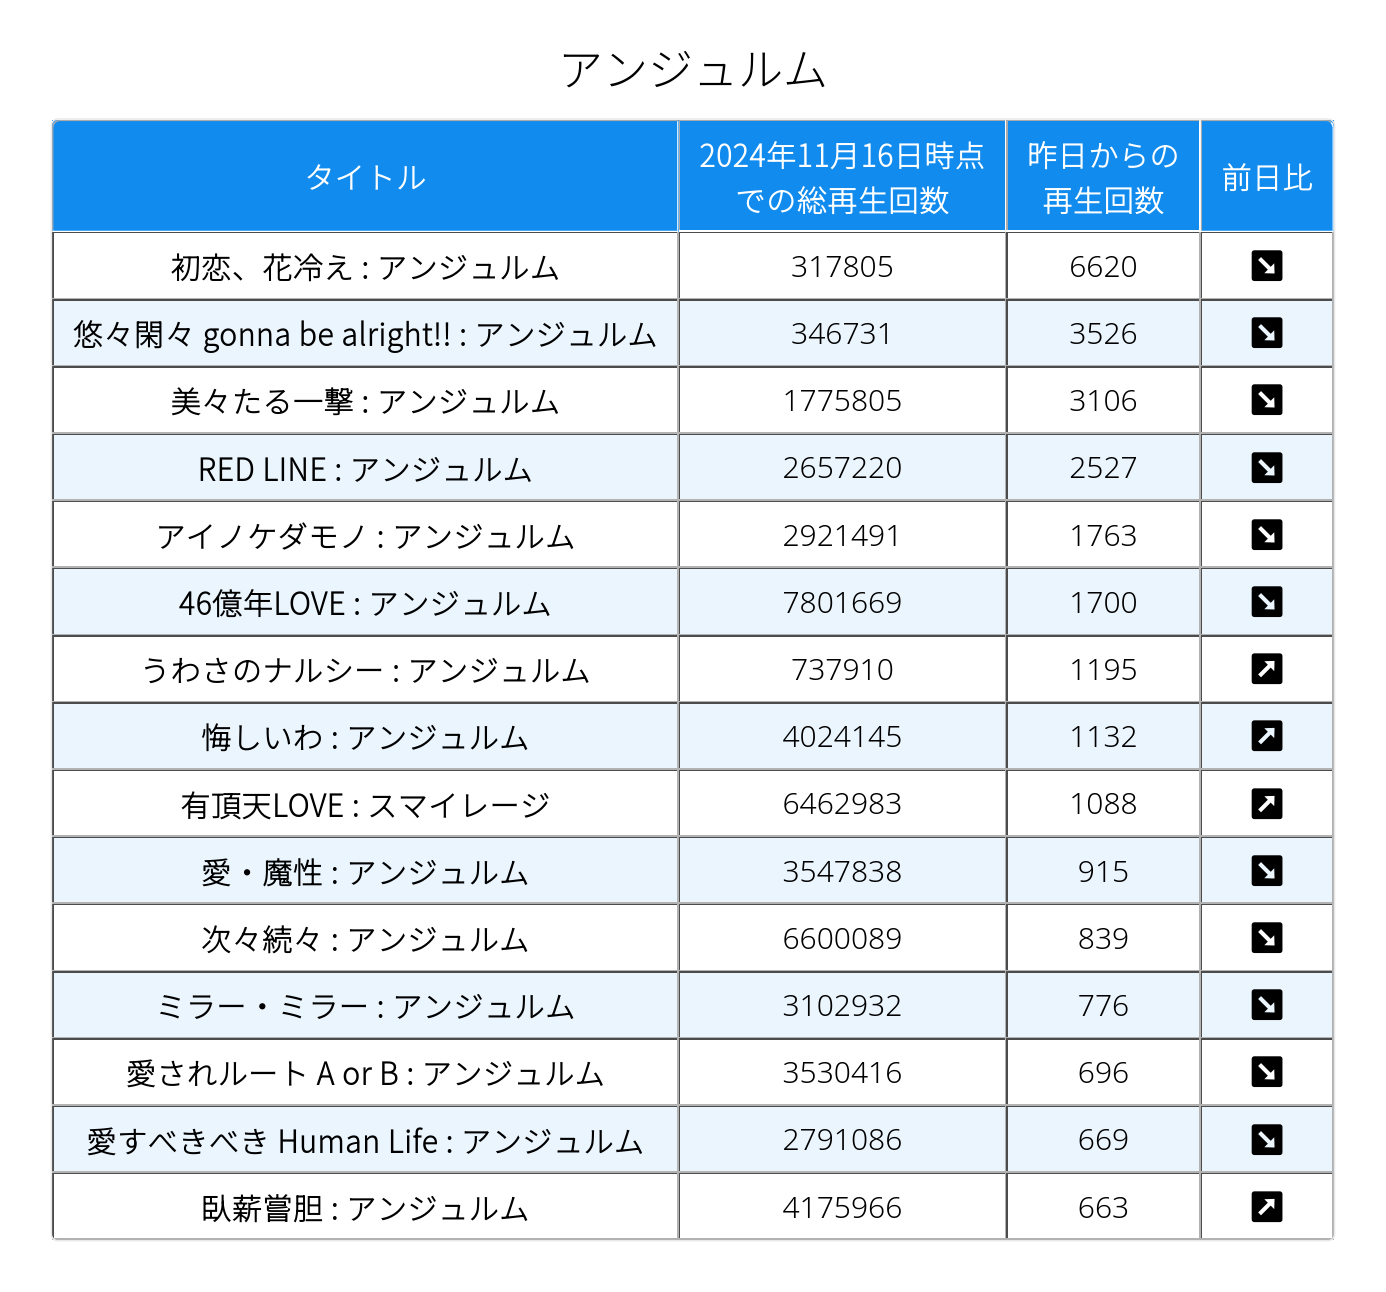 アンジュルム
タイトル 2024年11月16日時点での総再生回数 昨日からの再生回数 前日比
初恋、花冷え : アンジュルム 317805 6620 ↘
悠々閑々 gonna be alright!! : アンジュルム 346731 3526 ↘
美々たる一撃 : アンジュルム 1775805 3106 ↘
RED LINE : アンジュルム 2657220 2527 ↘
アイノケダモノ : アンジュルム 2921491 1763 ↘
46億年LOVE : アンジュルム 7801669 1700 ↘
うわさのナルシー : アンジュルム 737910 1195 ↗
悔しいわ : アンジュルム 4024145 1132 ↗
有頂天LOVE : スマイレージ 6462983 1088 ↗
愛・魔性 : アンジュルム 3547838 915 ↘
次々続々 : アンジュルム 6600089 839 ↘
ミラー・ミラー : アンジュルム 3102932 776 ↘
愛されルート A or B : アンジュルム 3530416 696 ↘
愛すべきべき Human Life : アンジュルム 2791086 669 ↘
臥薪嘗胆 : アンジュルム 4175966 663 ↗